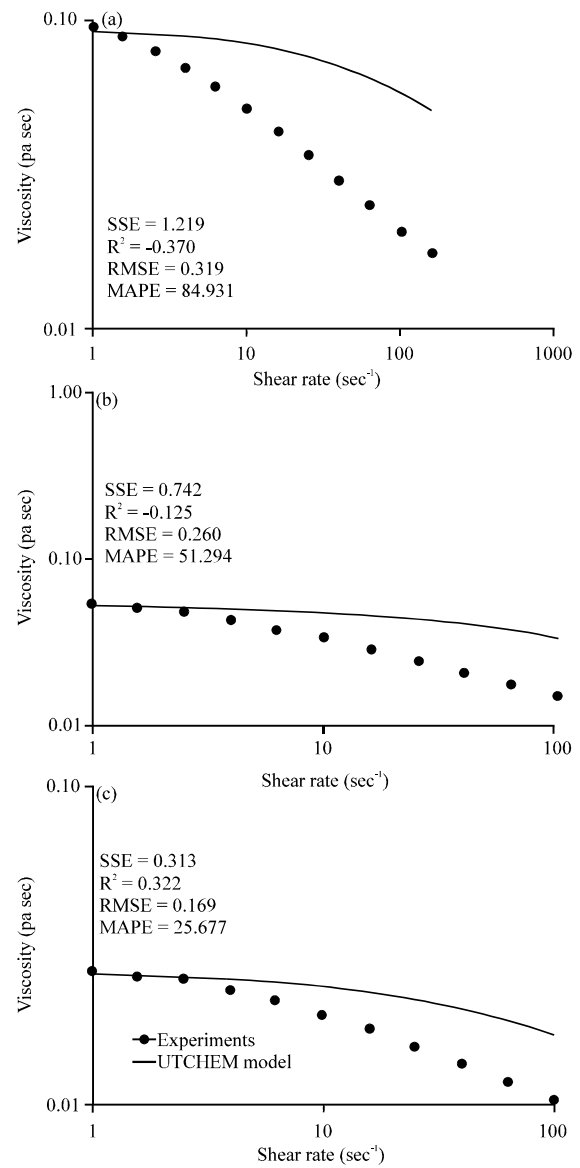 0.10
(a)
Viscosity (pa sec)
SSE = 1.219
R² = -0.370
RMSE = 0.319
MAPE = 84.931
0.01
1 10 100 1000
Shear rate (sec⁻¹)
1.00
(b)
Viscosity (pa sec)
SSE = 0.742
R² = -0.125
RMSE = 0.260
MAPE = 51.294
0.10
0.01
1 10 100
Shear rate (sec⁻¹)
0.10
(c)
Viscosity (pa sec)
SSE = 0.313
R² = 0.322
RMSE = 0.169
MAPE = 25.677
Experiments
UTCHEM model
0.01
1 10 100
Shear rate (sec⁻¹)